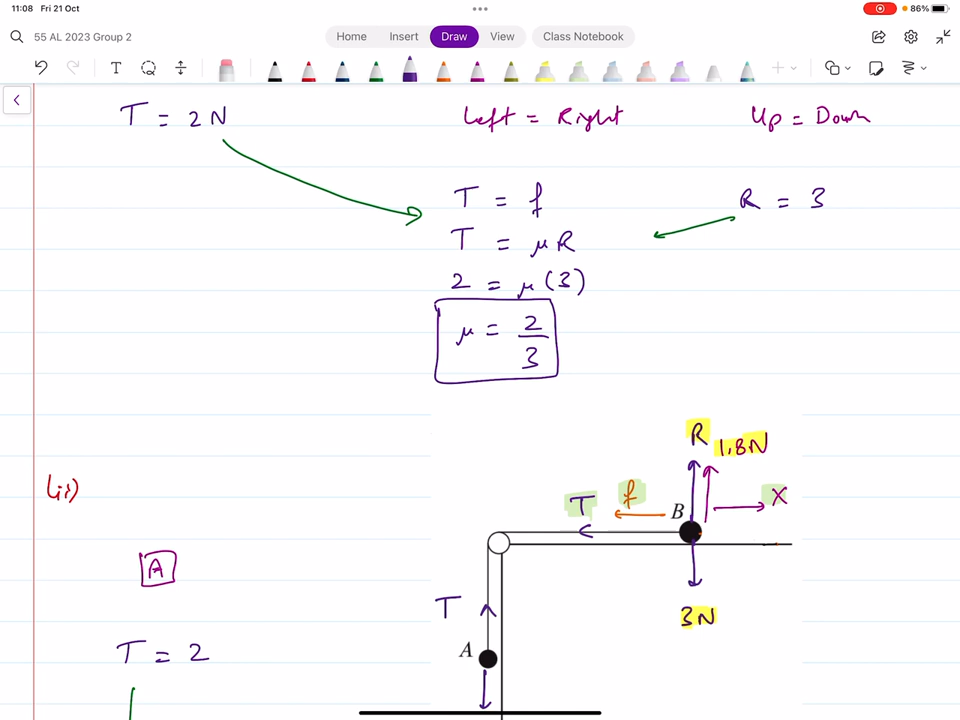 11:08 Fri 21 Oct
86%
55 AL 2023 Group 2
Home Insert Draw View Class Notebook
T = 2N
Left = Right
Up = Down
T = f
R = 3
T = μR
2 = μ(3)
μ = 2/3
(ii)
R 1.8N
T f B X
A
T
3N
A
T = 2